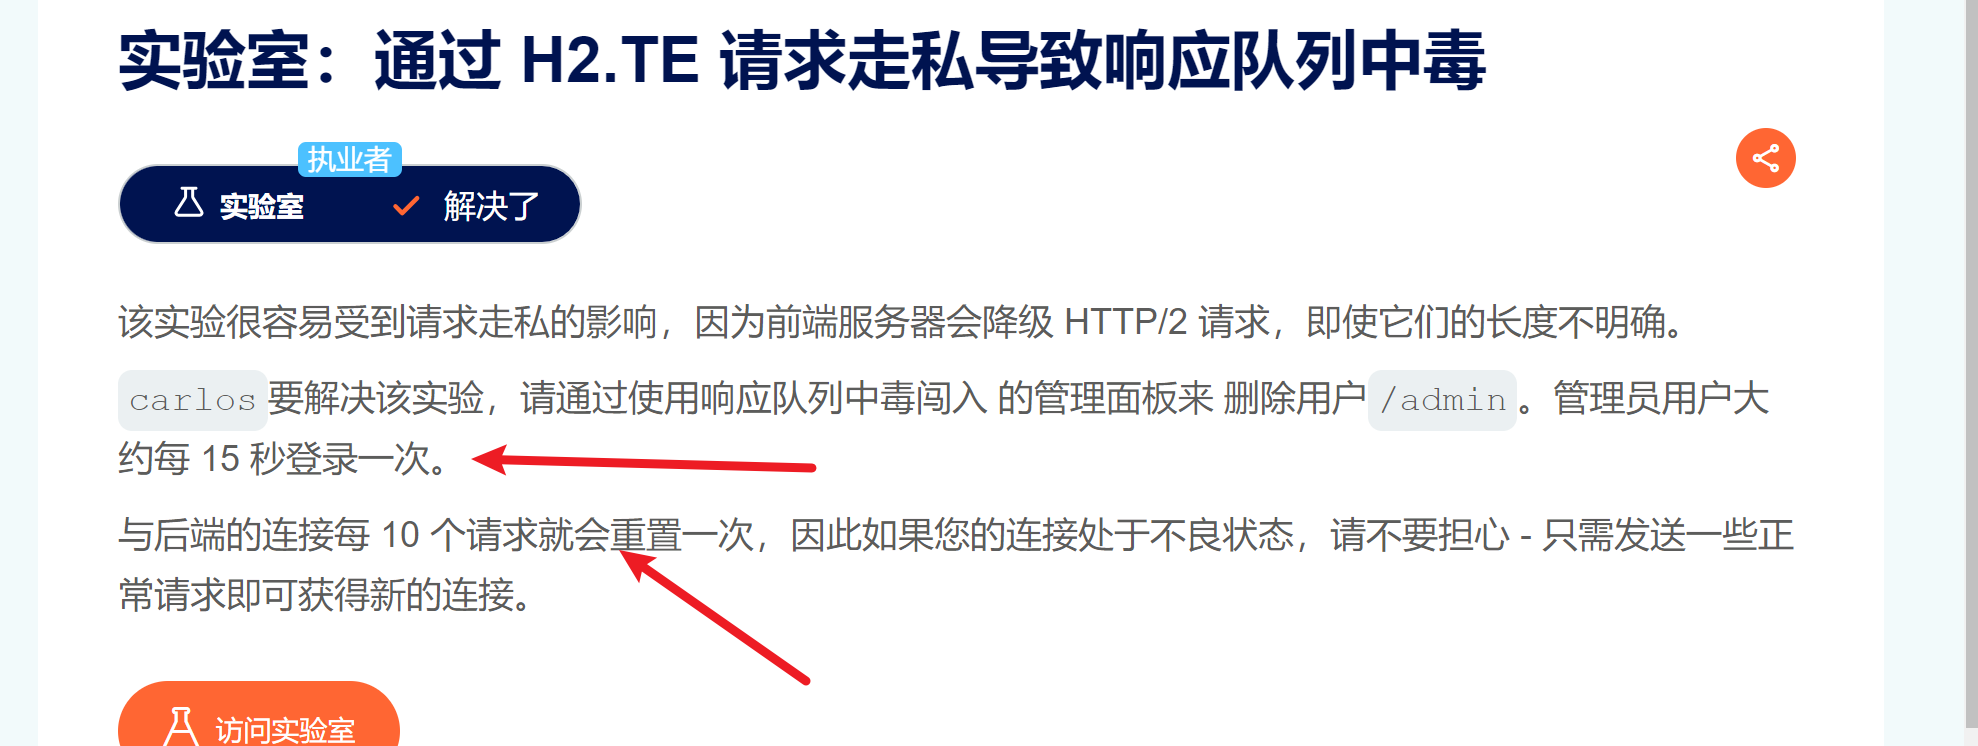 实验室：通过 H2.TE 请求走私导致响应队列中毒
执业者
实验室
解决了
该实验很容易受到请求走私的影响，因为前端服务器会降级 HTTP/2 请求，即使它们的长度不明确。
carlos要解决该实验，请通过使用响应队列中毒闯入 的管理面板来 删除用户/admin。管理员用户大
约每 15 秒登录一次。
与后端的连接每 10 个请求就会重置一次，因此如果您的连接处于不良状态，请不要担心 - 只需发送一些正
常请求即可获得新的连接。
访问实验室